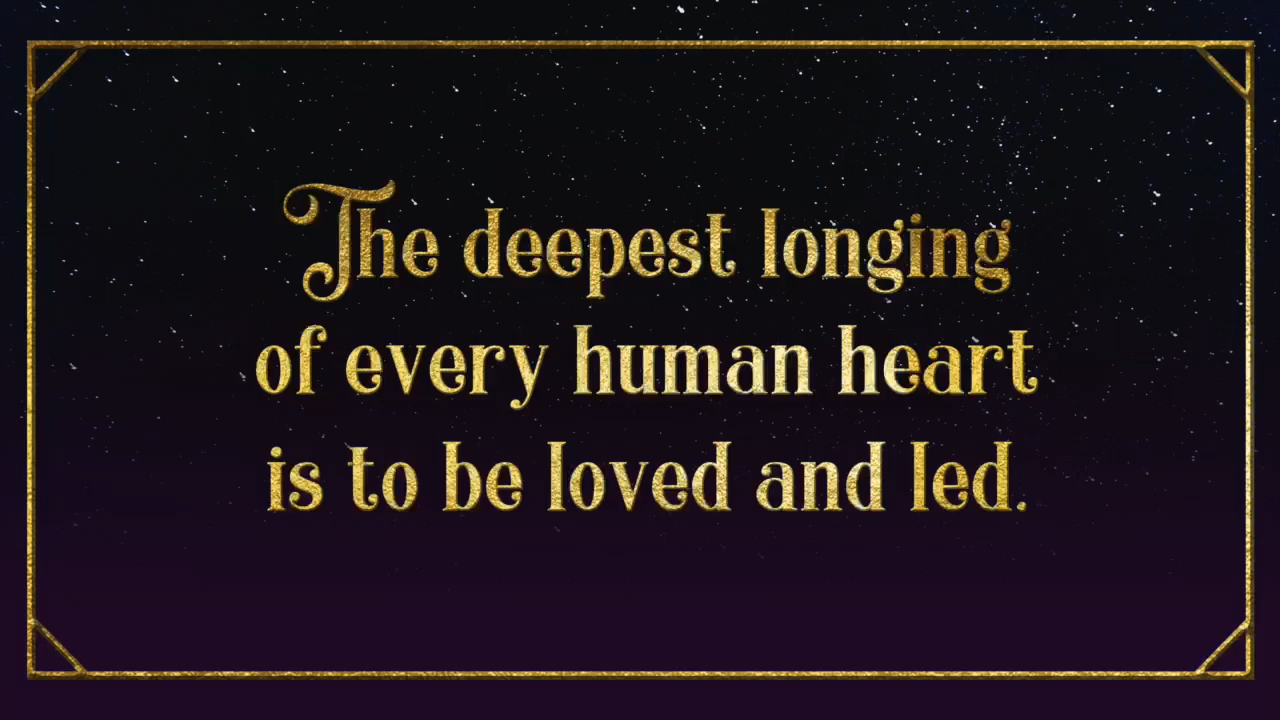 The deepest longing
of every human heart
is to be loved and led.